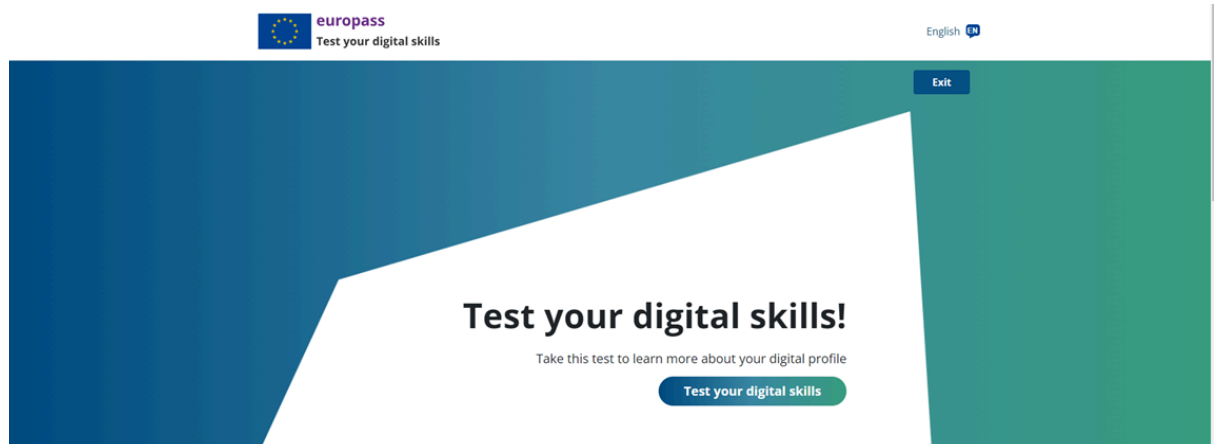 europass
Test your digital skills
English EN
Exit
Test your digital skills!
Take this test to learn more about your digital profile
Test your digital skills